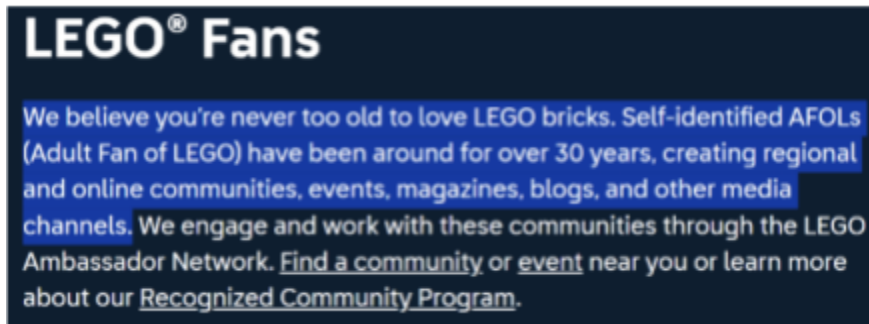 LEGO® Fans
We believe you're never too old to love LEGO bricks. Self-identified AFOLs
(Adult Fan of LEGO) have been around for over 30 years, creating regional
and online communities, events, magazines, blogs, and other media
channels. We engage and work with these communities through the LEGO
Ambassador Network. Find a community or event near you or learn more
about our Recognized Community Program.